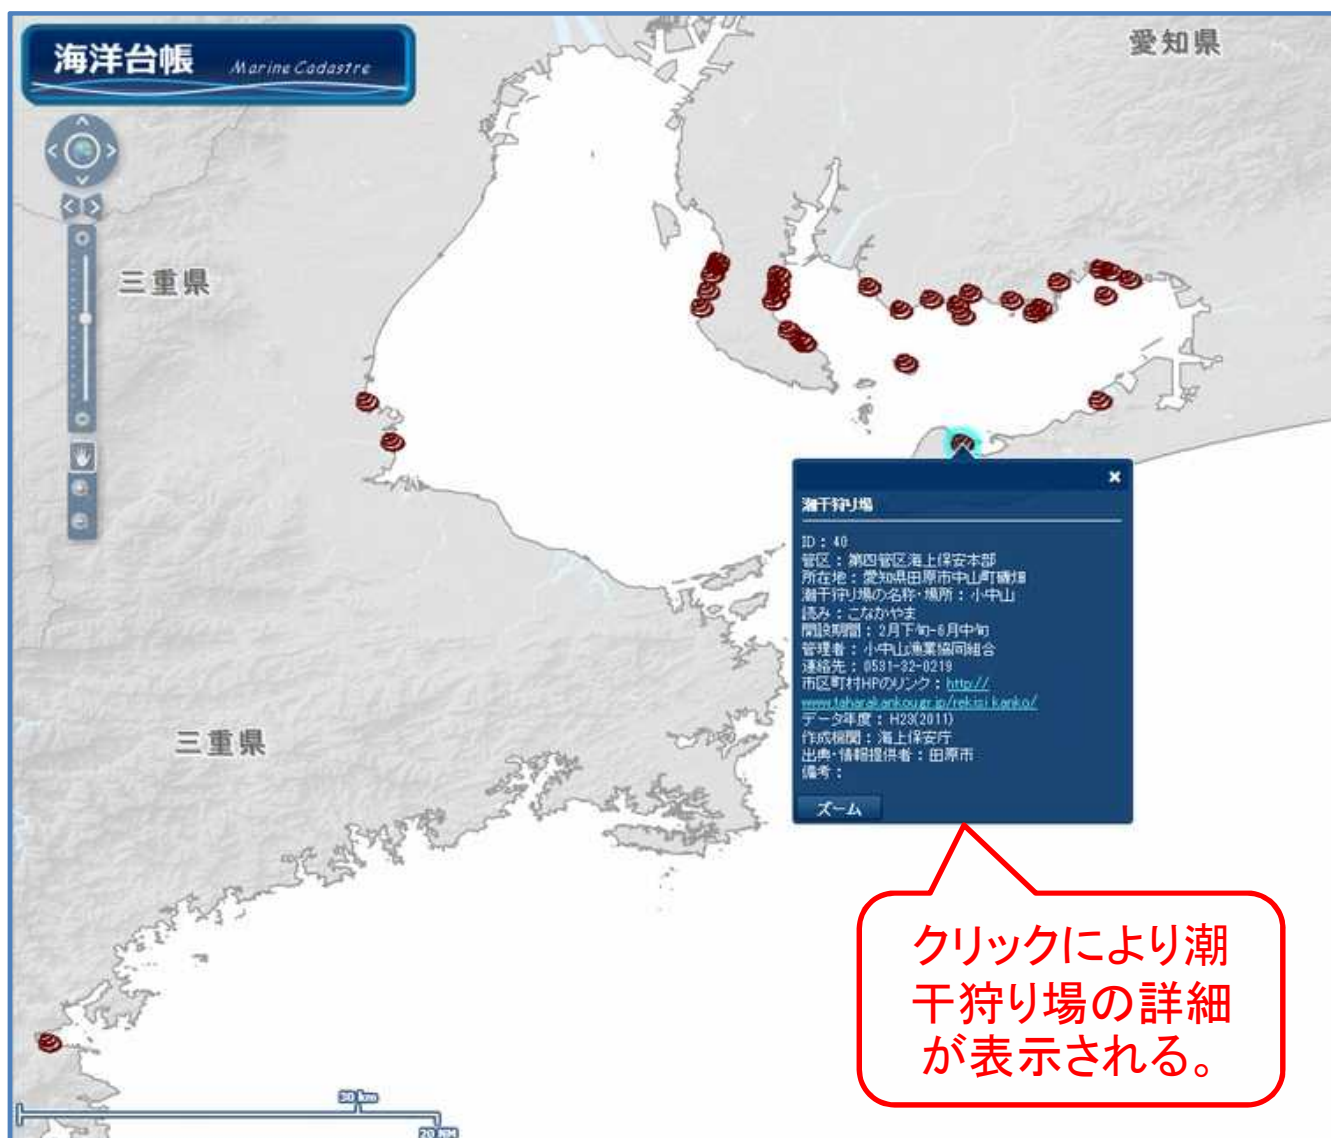 海洋台帳 Marine Cadastre
愛知県
三重県
三重県
潮干狩り場
ID : 40
管区 : 第四管区海上保安本部
所在地 : 愛知県田原市中山町磯畑
潮干狩り場の名称・場所 : 小中山
読み : こなかやま
開設期間 : 2月下旬-6月中旬
管理者 : 小中山漁業協同組合
連絡先 : 0531-32-0219
市区町村HPのリンク : http://
www.taharakankou.gr.jp/rekisi_kanko/
データ年度 : H23(2011)
作成機関 : 海上保安庁
出典・情報提供者 : 田原市
備考 :
ズーム
クリックにより潮
干狩り場の詳細
が表示される。
30 km
20 NM